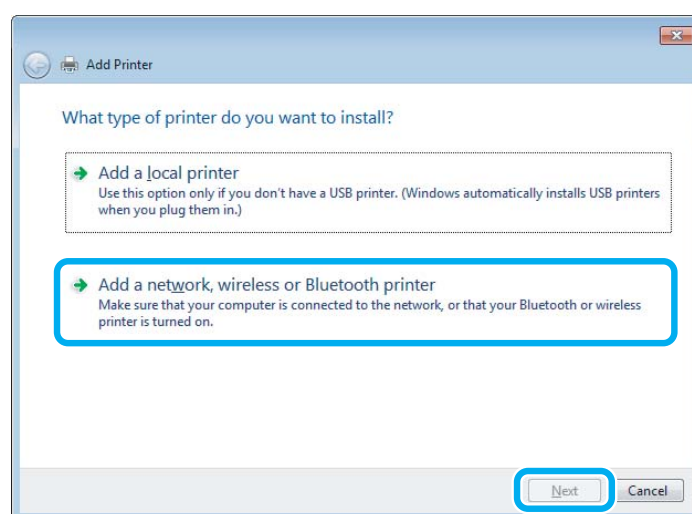 Add Printer
What type of printer do you want to install?
Add a local printer
Use this option only if you don't have a USB printer. (Windows automatically installs USB printers
when you plug them in.)
Add a network, wireless or Bluetooth printer
Make sure that your computer is connected to the network, or that your Bluetooth or wireless
printer is turned on.
Next Cancel